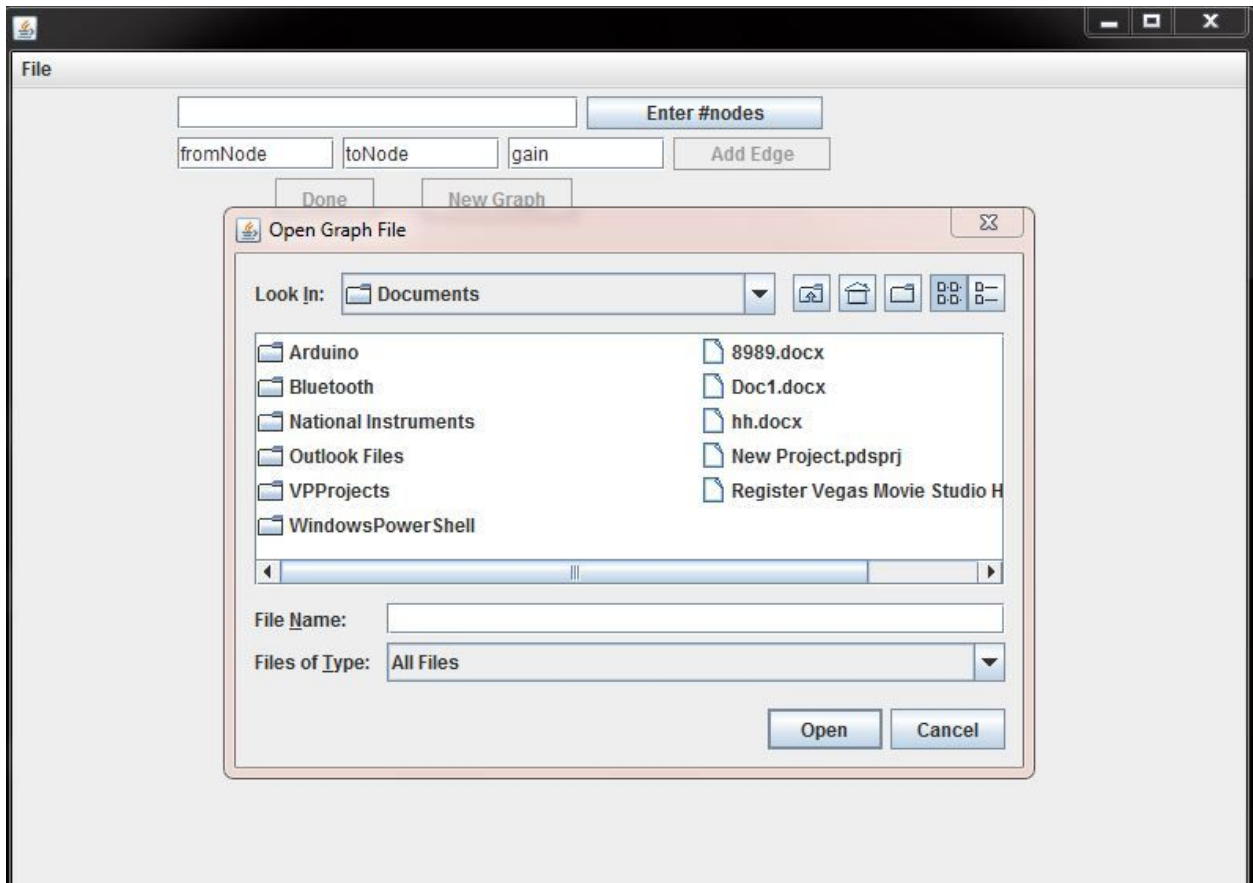 File
Enter #nodes
fromNode toNode gain Add Edge
Done New Graph
Open Graph File
Look In: Documents
Arduino 8989.docx
Bluetooth Doc1.docx
National Instruments hh.docx
Outlook Files New Project.pdsprj
VPProjects Register Vegas Movie Studio H
WindowsPowerShell
File Name:
Files of Type: All Files
Open Cancel